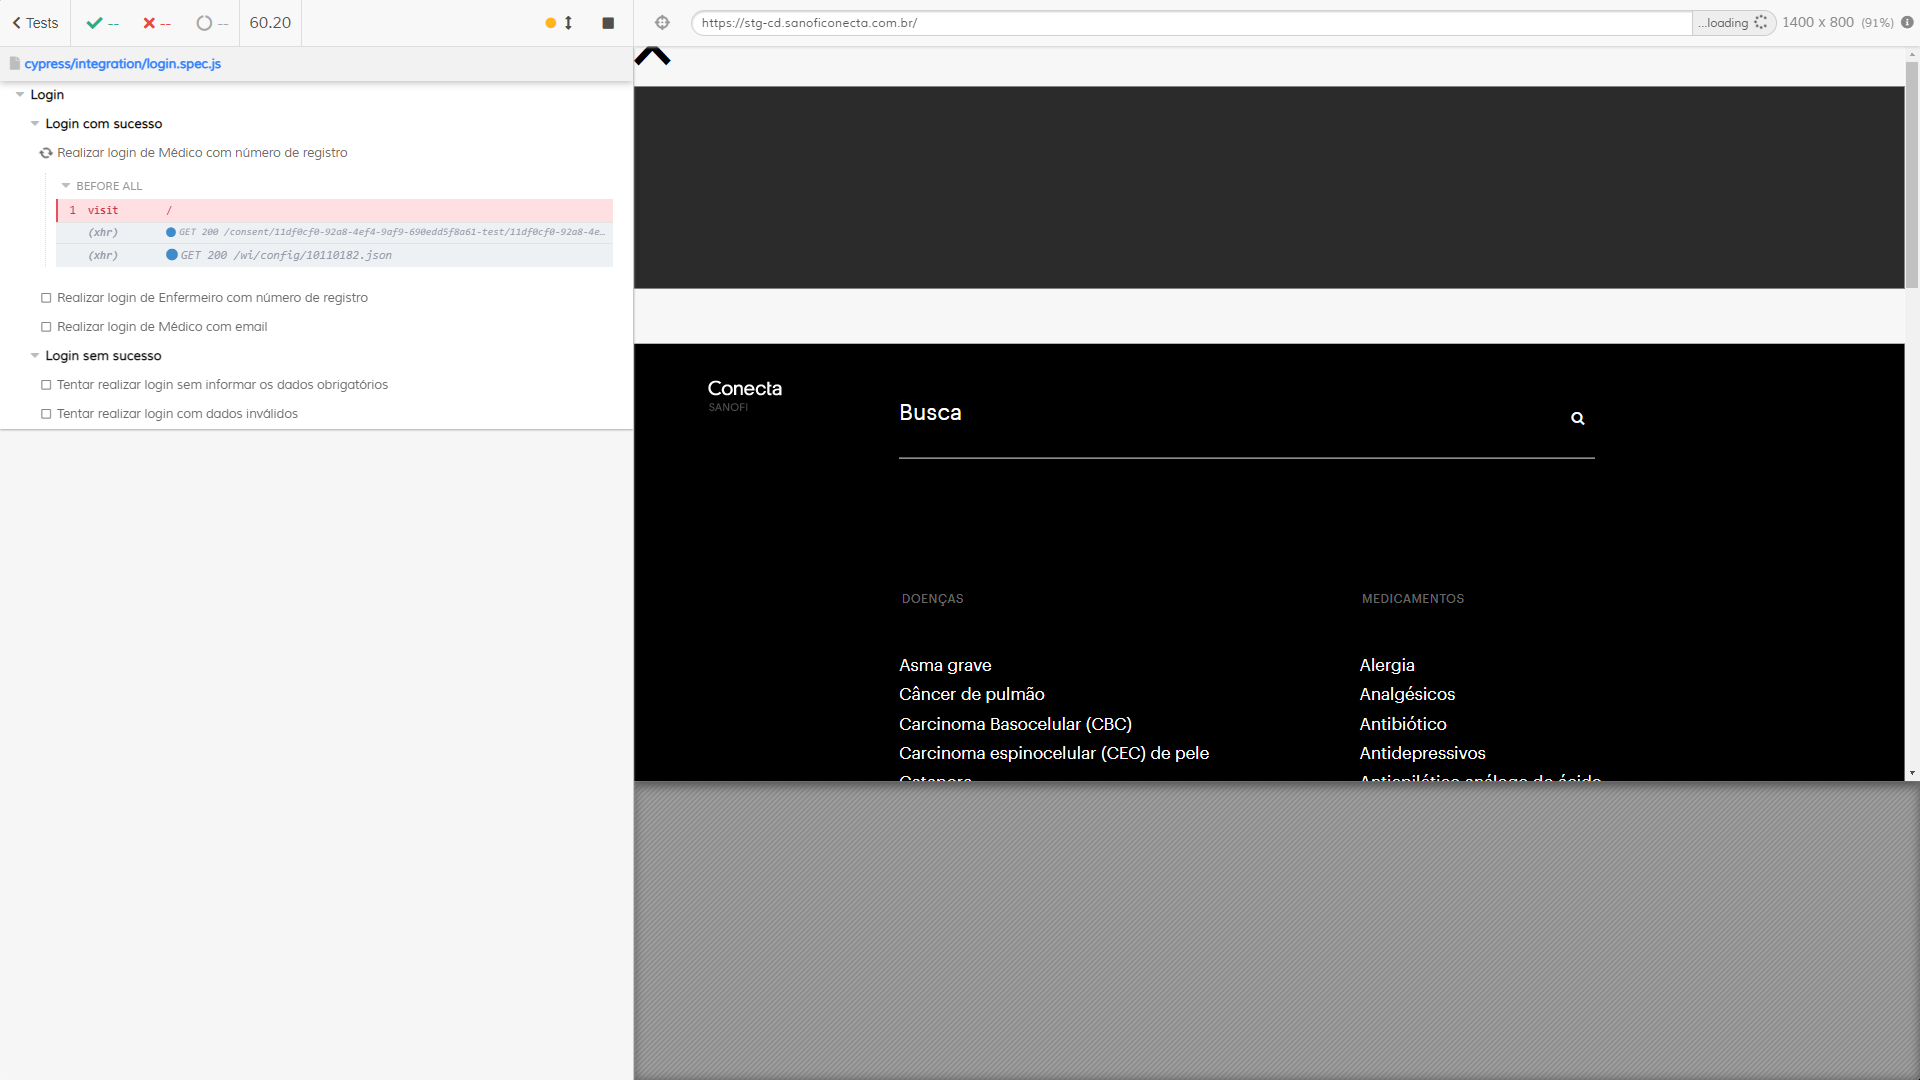 Tests
--
--
--
60.20
cypress/integration/login.spec.js
Login
Login com sucesso
Realizar login de Médico com número de registro
BEFORE ALL
1 visit /
(xhr) GET 200 /consent/11df0cf0-92a8-4ef4-9af9-690edd5f8a61-test/11df0cf0-92a8-4e…
(xhr) GET 200 /wi/config/10110182.json
Realizar login de Enfermeiro com número de registro
Realizar login de Médico com email
Login sem sucesso
Tentar realizar login sem informar os dados obrigatórios
Tentar realizar login com dados inválidos
https://stg-cd.sanoficonecta.com.br/
...loading
1400 x 800 (91%)
Conecta
SANOFI
Busca
DOENÇAS
Asma grave
Câncer de pulmão
Carcinoma Basocelular (CBC)
Carcinoma espinocelular (CEC) de pele
Catapora
MEDICAMENTOS
Alergia
Analgésicos
Antibiótico
Antidepressivos
Antiepilético análogo do ácido